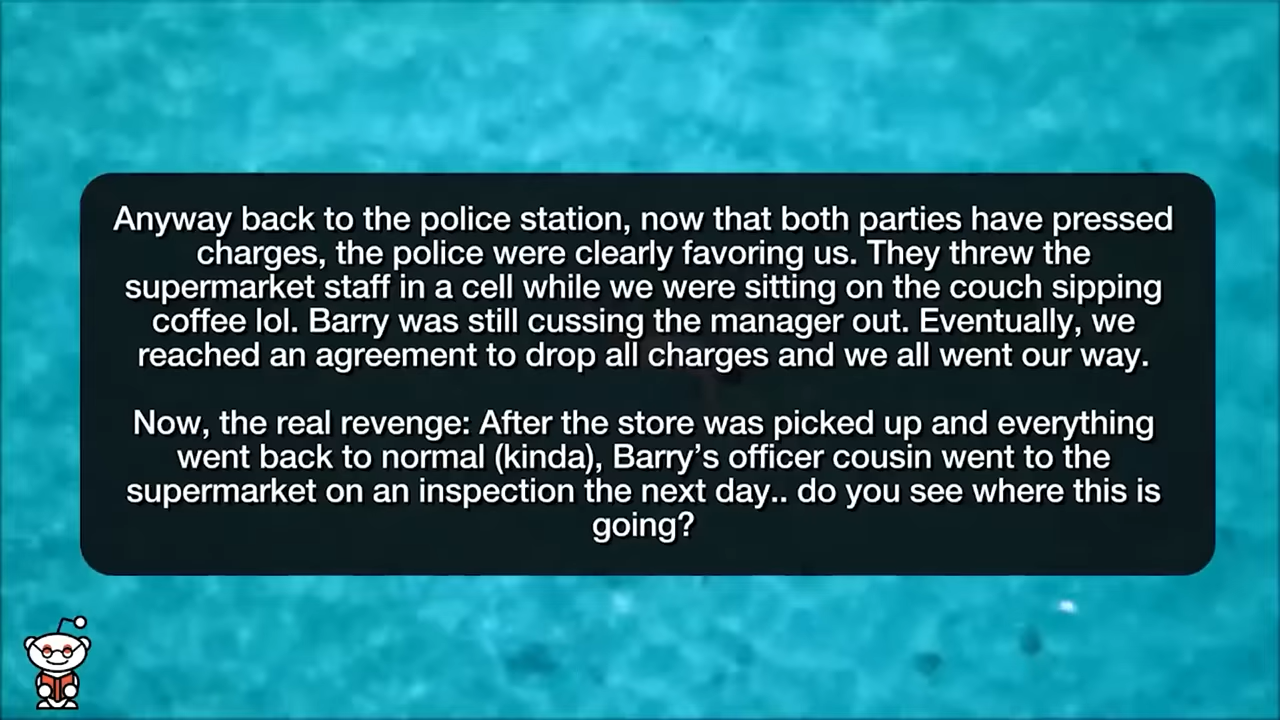 Anyway back to the police station, now that both parties have pressed
charges, the police were clearly favoring us. They threw the
supermarket staff in a cell while we were sitting on the couch sipping
coffee lol. Barry was still cussing the manager out. Eventually, we
reached an agreement to drop all charges and we all went our way.
Now, the real revenge: After the store was picked up and everything
went back to normal (kinda), Barry’s officer cousin went to the
supermarket on an inspection the next day.. do you see where this is
going?